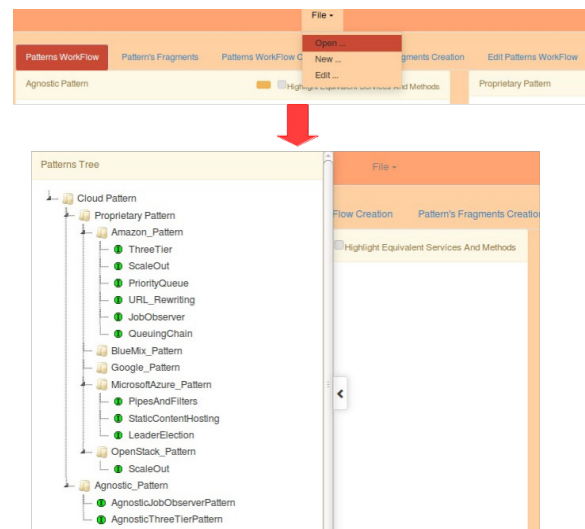 File
Open ...
Patterns WorkFlow Pattern's Fragments Patterns WorkFlow C gments Creation Edit Patterns WorkFlow
New ...
Edit ...
Agnostic Pattern Highlight Equivalent Services And Methods Proprietary Pattern
Patterns Tree
File
Cloud Pattern
Proprietary Pattern
Flow Creation Pattern's Fragments Creation
Amazon_Pattern
ThreeTier
Highlight Equivalent Services And Methods
ScaleOut
PriorityQueue
URL_Rewriting
JobObserver
QueuingChain
BlueMix_Pattern
Google_Pattern
MicrosoftAzure_Pattern
PipesAndFilters
StaticContentHosting
LeaderElection
OpenStack_Pattern
ScaleOut
Agnostic_Pattern
AgnosticJobObserverPattern
AgnosticThreeTierPattern